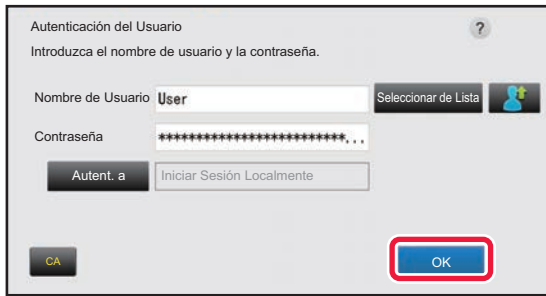 Autenticación del Usuario ?
Introduzca el nombre de usuario y la contraseña.
Nombre de Usuario User Seleccionar de Lista
Contraseña *************************...
Autent. a Iniciar Sesión Localmente
CA OK